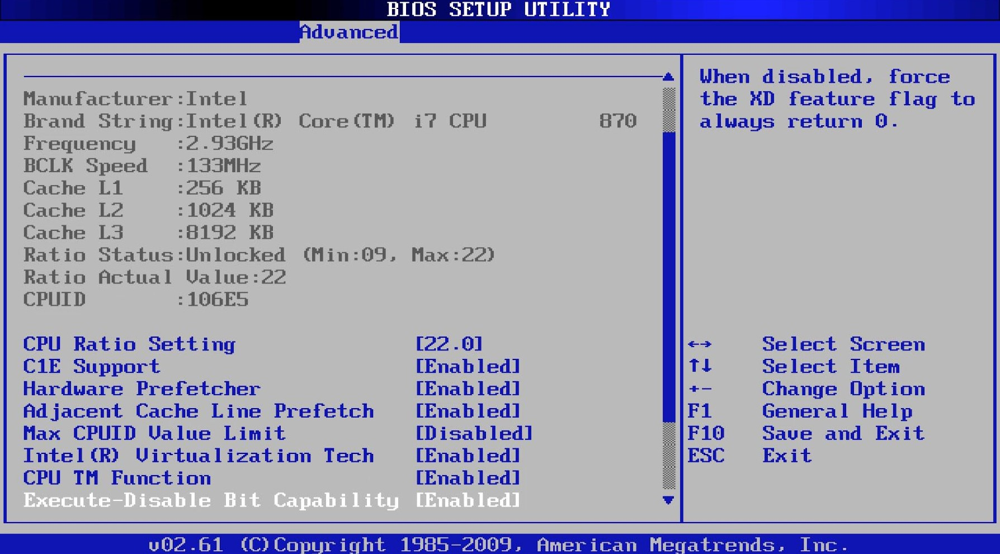 BIOS SETUP UTILITY
Advanced
Manufacturer:Intel
Brand String:Intel(R) Core(TM) i7 CPU 870
Frequency :2.93GHz
BCLK Speed :133MHz
Cache L1 :256 KB
Cache L2 :1024 KB
Cache L3 :8192 KB
Ratio Status:Unlocked (Min:09, Max:22)
Ratio Actual Value:22
CPUID :106E5
CPU Ratio Setting [22.0]
C1E Support [Enabled]
Hardware Prefetcher [Enabled]
Adjacent Cache Line Prefetch [Enabled]
Max CPUID Value Limit [Disabled]
Intel(R) Virtualization Tech [Enabled]
CPU TM Function [Enabled]
Execute-Disable Bit Capability [Enabled]
When disabled, force
the XD feature flag to
always return 0.
←→ Select Screen
↑↓ Select Item
+- Change Option
F1 General Help
F10 Save and Exit
ESC Exit
v02.61 (C)Copyright 1985-2009, American Megatrends, Inc.